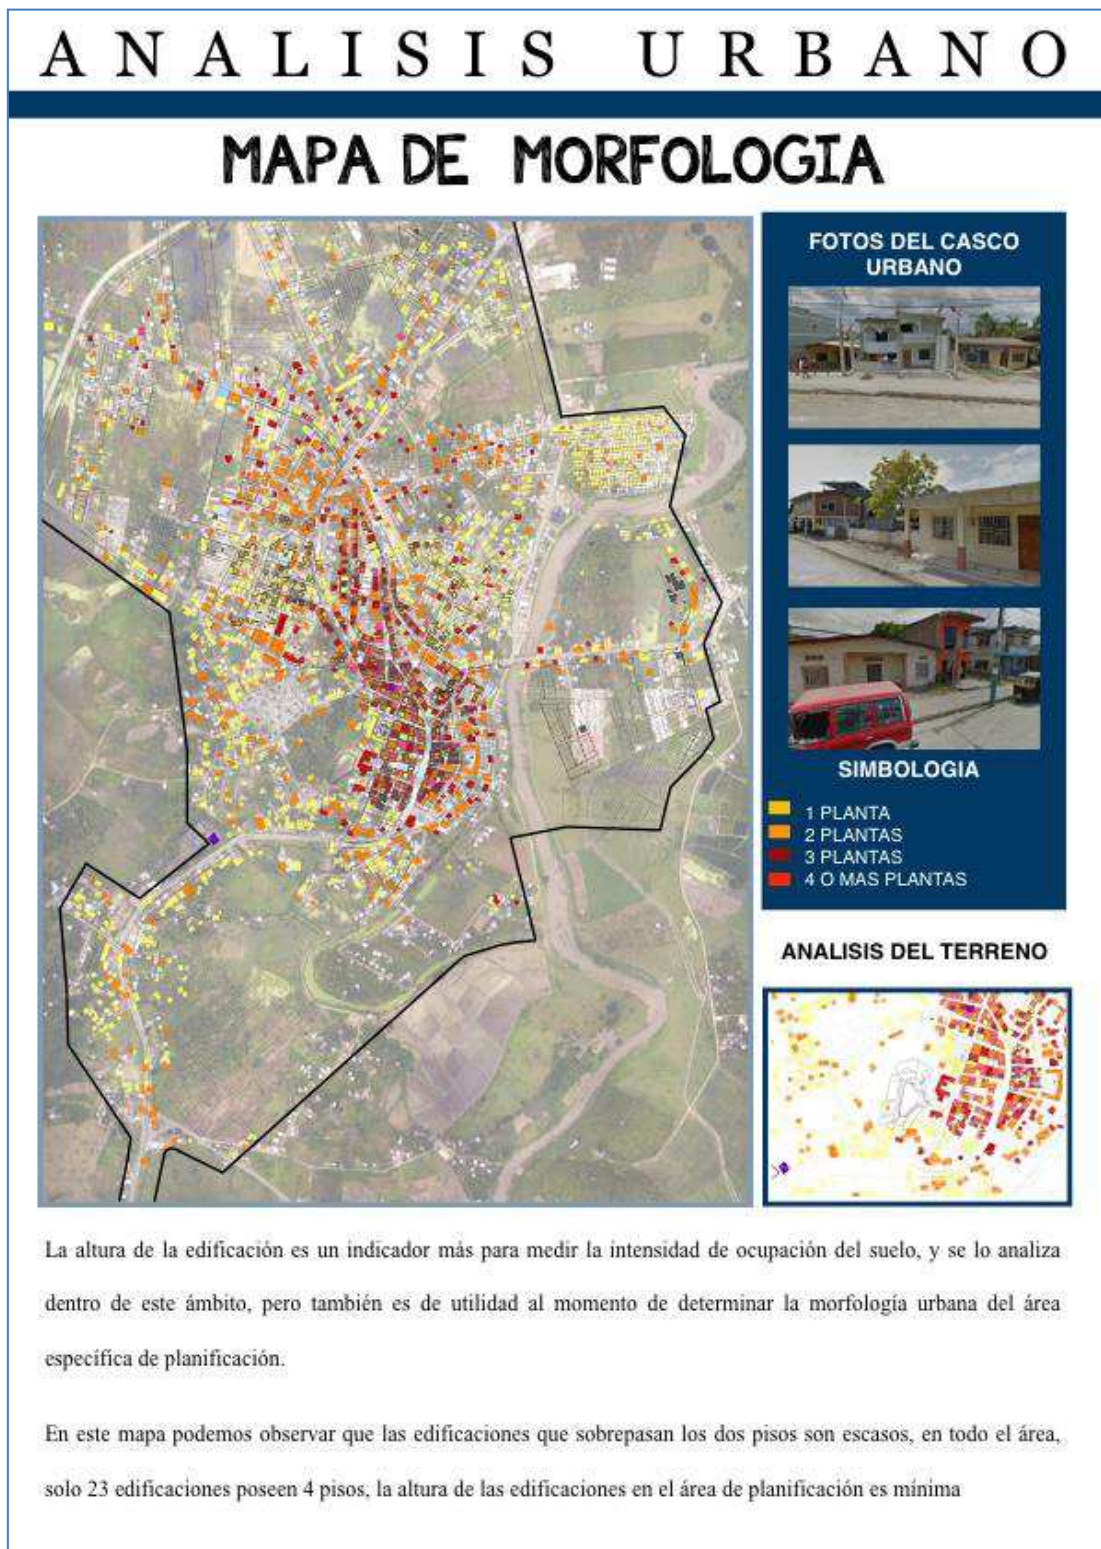 ANALISIS URBANO
MAPA DE MORFOLOGIA
FOTOS DEL CASCO
URBANO
SIMBOLOGIA
1 PLANTA
2 PLANTAS
3 PLANTAS
4 O MAS PLANTAS
ANALISIS DEL TERRENO
La altura de la edificación es un indicador más para medir la intensidad de ocupación del suelo, y se lo analiza
dentro de este ámbito, pero también es de utilidad al momento de determinar la morfología urbana del área
específica de planificación.
En este mapa podemos observar que las edificaciones que sobrepasan los dos pisos son escasos, en todo el área,
solo 23 edificaciones poseen 4 pisos, la altura de las edificaciones en el área de planificación es mínima